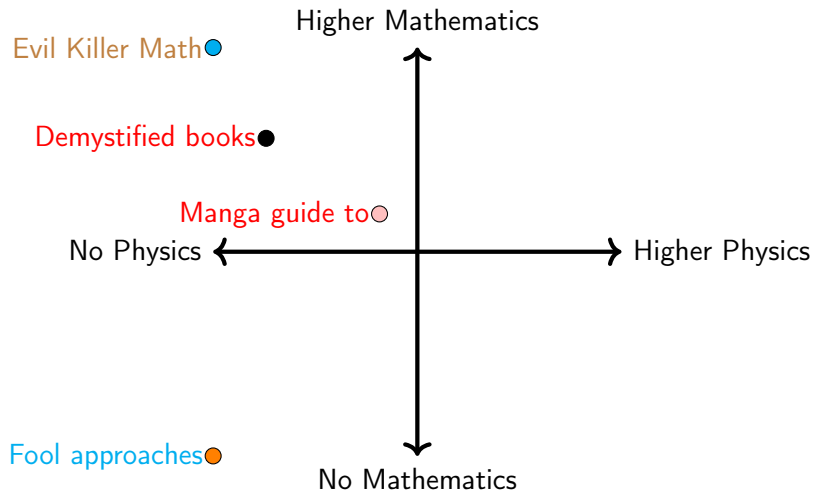 Higher Mathematics
Evil Killer Math
Demystified books
Manga guide to
No Physics
Higher Physics
Fool approaches
No Mathematics